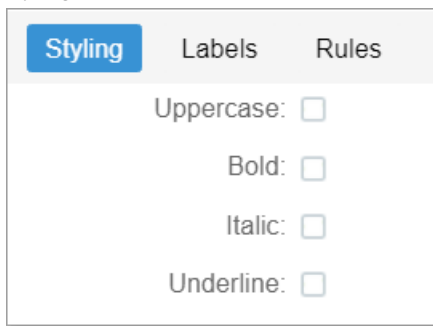 Styling Labels Rules
Uppercase:
Bold:
Italic:
Underline: